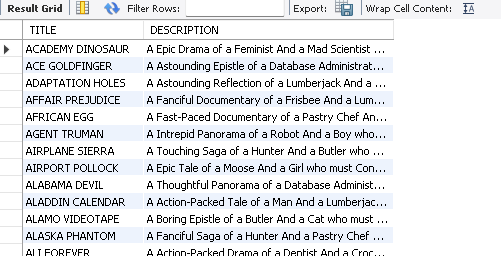 Result Grid Filter Rows: Export: Wrap Cell Content:
TITLE DESCRIPTION
ACADEMY DINOSAUR A Epic Drama of a Feminist And a Mad Scientist ...
ACE GOLDFINGER A Astounding Epistle of a Database Administrat...
ADAPTATION HOLES A Astounding Reflection of a Lumberjack And a ...
AFFAIR PREJUDICE A Fanciful Documentary of a Frisbee And a Lum...
AFRICAN EGG A Fast-Paced Documentary of a Pastry Chef An...
AGENT TRUMAN A Intrepid Panorama of a Robot And a Boy who...
AIRPLANE SIERRA A Touching Saga of a Hunter And a Butler who ...
AIRPORT POLLOCK A Epic Tale of a Moose And a Girl who must Con...
ALABAMA DEVIL A Thoughtful Panorama of a Database Administ...
ALADDIN CALENDAR A Action-Packed Tale of a Man And a Lumberjac...
ALAMO VIDEOTAPE A Boring Epistle of a Butler And a Cat who must ...
ALASKA PHANTOM A Fanciful Saga of a Hunter And a Pastry Chef ...
ALI FOREVER A Action-Packed Drama of a Dentist And a Croc...